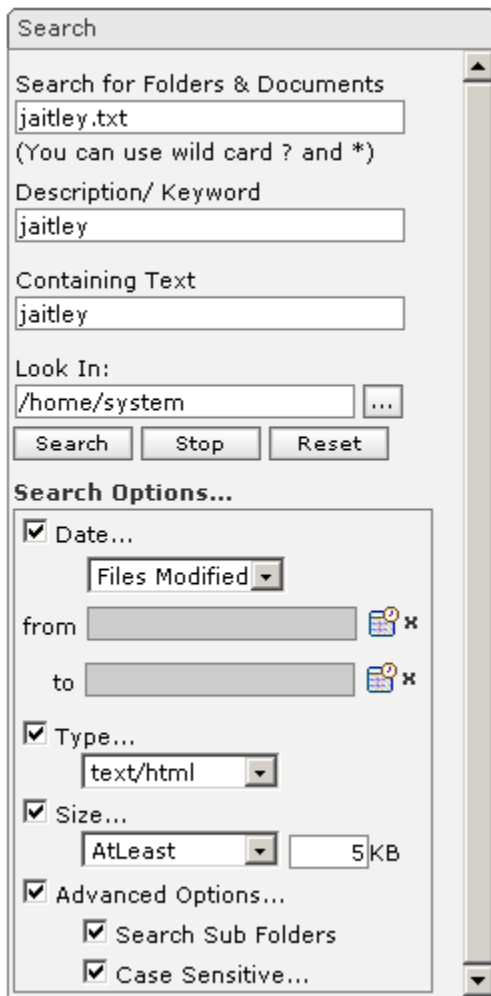 Search
Search for Folders & Documents
jaitley.txt
(You can use wild card ? and *)
Description/ Keyword
jaitley
Containing Text
jaitley
Look In:
/home/system ...
Search Stop Reset
Search Options...
Date...
Files Modified
from
to
Type...
text/html
Size...
AtLeast 5 KB
Advanced Options...
Search Sub Folders
Case Sensitive...